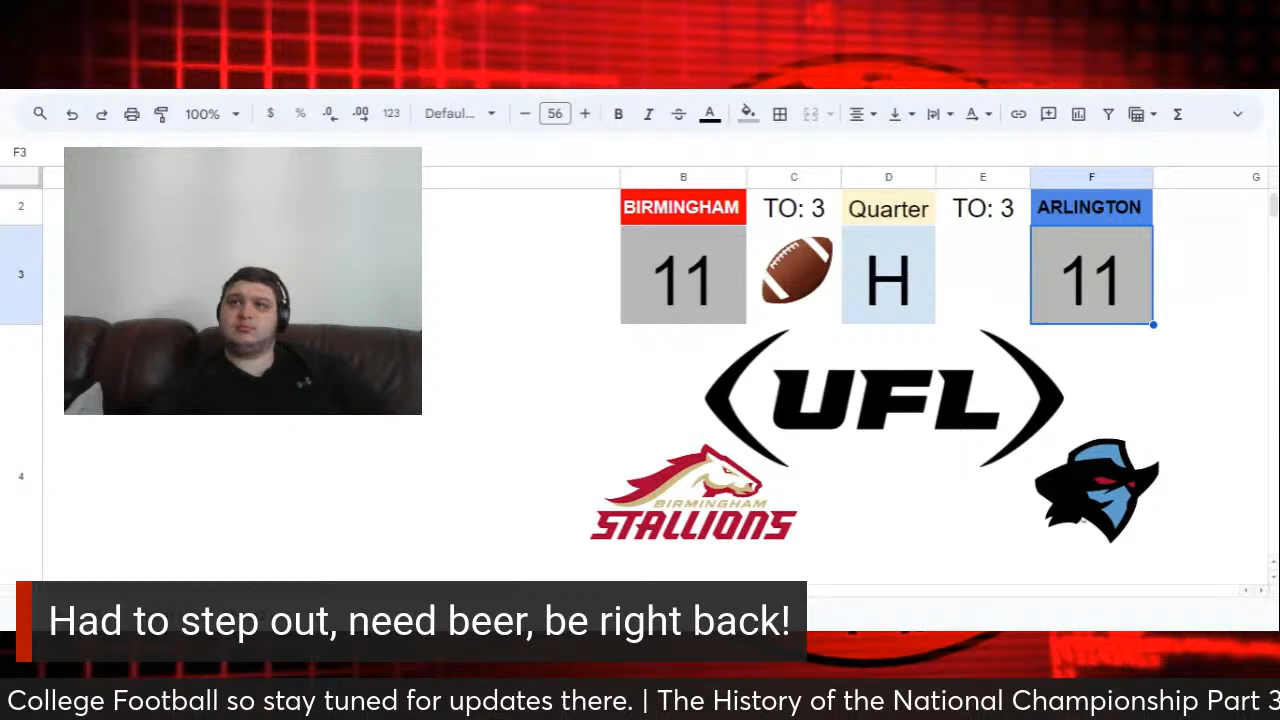 100%
$
%
.0
.00
123
Defaul...
56
B
I
A
A
Σ
F3
B
C
D
E
F
G
2
BIRMINGHAM
TO: 3
Quarter
TO: 3
ARLINGTON
3
11
H
11
UFL
4
BIRMINGHAM
STALLIONS
Had to step out, need beer, be right back!
College Football so stay tuned for updates there. | The History of the National Championship Part 3